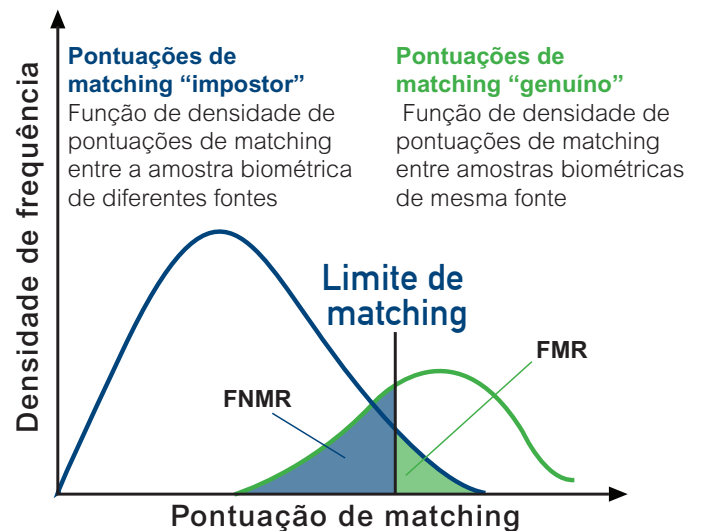 Densidade de frequência
Pontuações de
matching “impostor”
Função de densidade de
pontuações de matching
entre a amostra biométrica
de diferentes fontes
Pontuações de
matching “genuíno”
Função de densidade de
pontuações de matching
entre amostras biométricas
de mesma fonte
Limite de
matching
FMR
FNMR
Pontuação de matching